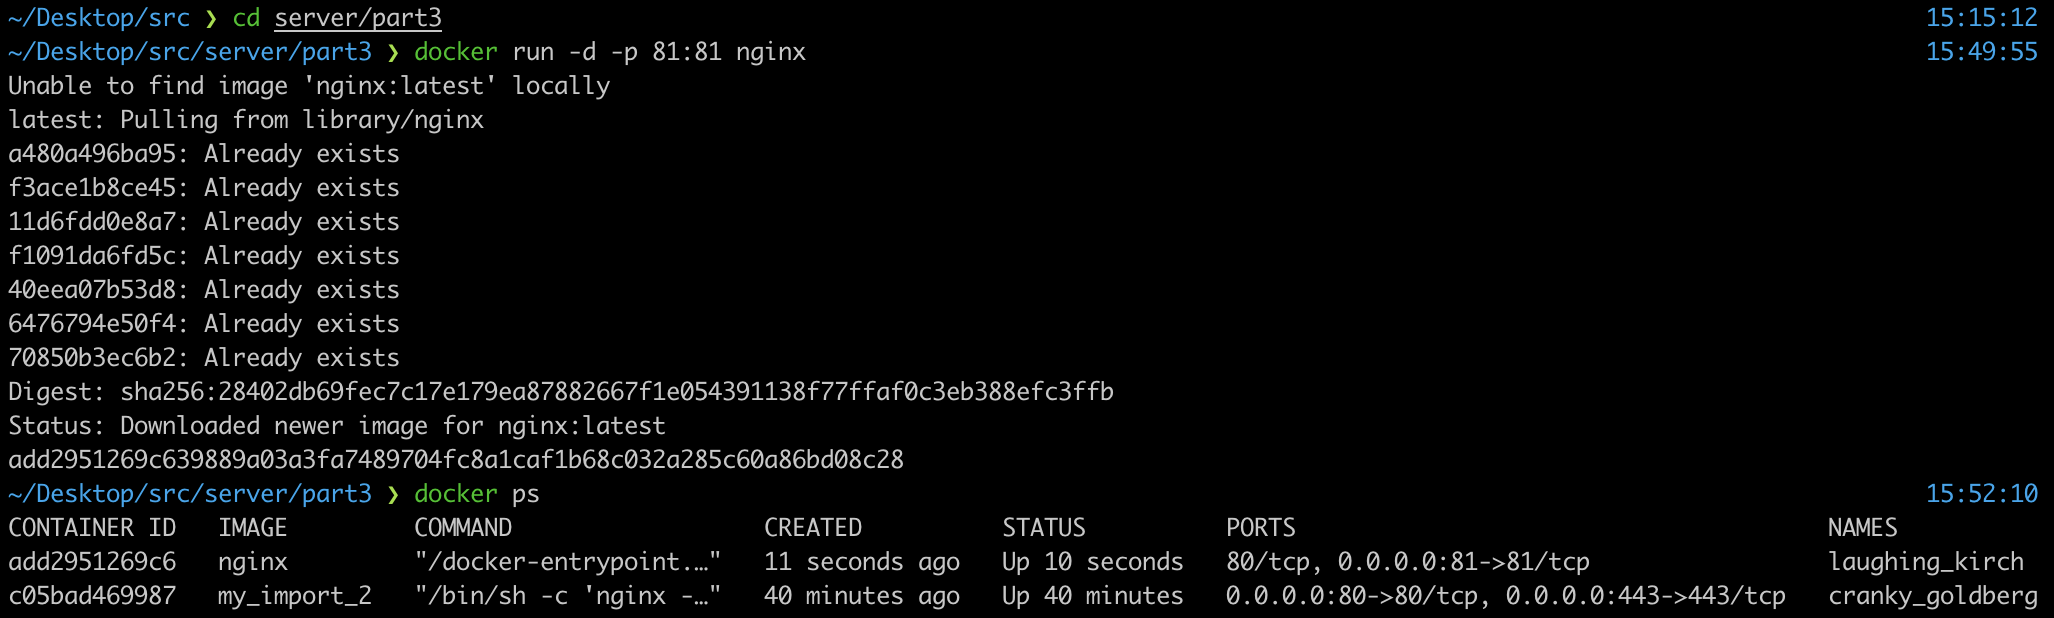 ~/Desktop/src ❯ cd server/part3 15:15:12
~/Desktop/src/server/part3 ❯ docker run -d -p 81:81 nginx 15:49:55
Unable to find image 'nginx:latest' locally
latest: Pulling from library/nginx
a480a496ba95: Already exists
f3ace1b8ce45: Already exists
11d6fdd0e8a7: Already exists
f1091da6fd5c: Already exists
40eea07b53d8: Already exists
6476794e50f4: Already exists
70850b3ec6b2: Already exists
Digest: sha256:28402db69fec7c17e179ea87882667f1e054391138f77ffaf0c3eb388efc3ffb
Status: Downloaded newer image for nginx:latest
add2951269c639889a03a3fa7489704fc8a1caf1b68c032a285c60a86bd08c28
~/Desktop/src/server/part3 ❯ docker ps 15:52:10
CONTAINER ID IMAGE COMMAND CREATED STATUS PORTS NAMES
add2951269c6 nginx "/docker-entrypoint.…" 11 seconds ago Up 10 seconds 80/tcp, 0.0.0.0:81->81/tcp laughing_kirch
c05bad469987 my_import_2 "/bin/sh -c 'nginx -…" 40 minutes ago Up 40 minutes 0.0.0.0:80->80/tcp, 0.0.0.0:443->443/tcp cranky_goldberg